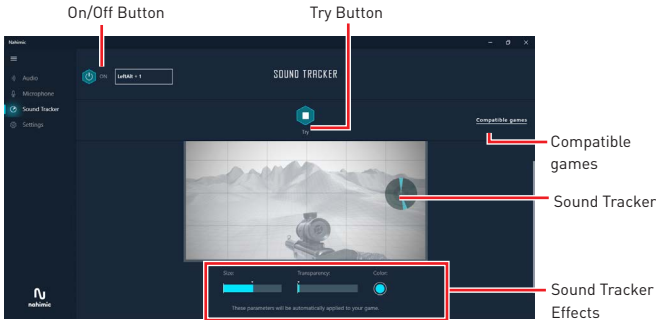 On/Off Button
Try Button
Nahimic
Audio
ON
LeftAlt + 1
SOUND TRACKER
Microphone
Sound Tracker
Settings
Try
Compatible games
Compatible
games
Sound Tracker
Size:
Transparency:
Color:
These parameters will be automatically applied to your game.
nahimic
Sound Tracker
Effects